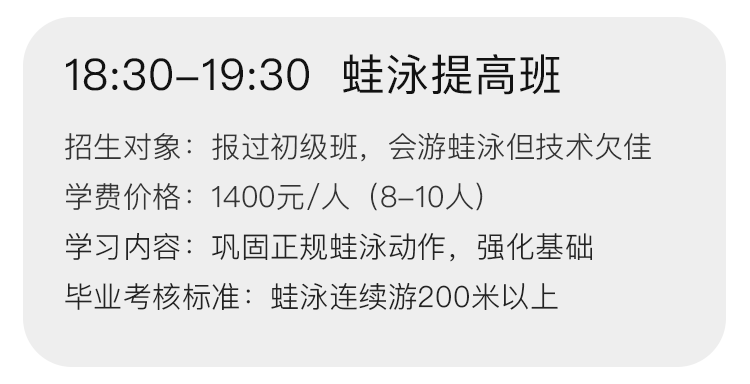 18:30-19:30 蛙泳提高班
招生对象：报过初级班，会游蛙泳但技术欠佳
学费价格：1400元/人（8-10人）
学习内容：巩固正规蛙泳动作，强化基础
毕业考核标准：蛙泳连续游200米以上